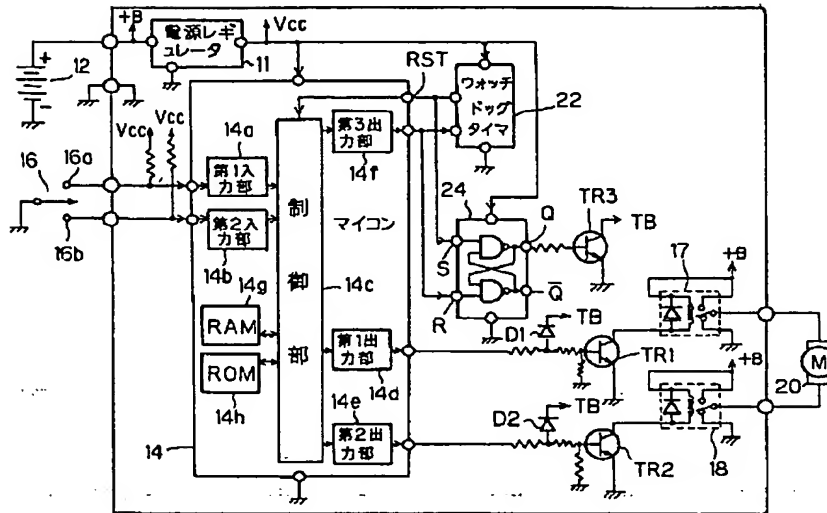 +B
電源レギュレータ
11
Vcc
12
Vcc
Vcc
RST
ウォッチドッグタイマ
22
16
16a
16b
14a
第1入力部
第2入力部
14b
14g
RAM
ROM
14h
14
制御部
14c
マイコン
第3出力部
14f
第1出力部
14d
14e
第2出力部
24
S
R
Q
Q̅
TR3
TB
D1
TB
TR1
D2
TB
TR2
17
+B
+B
18
M
20